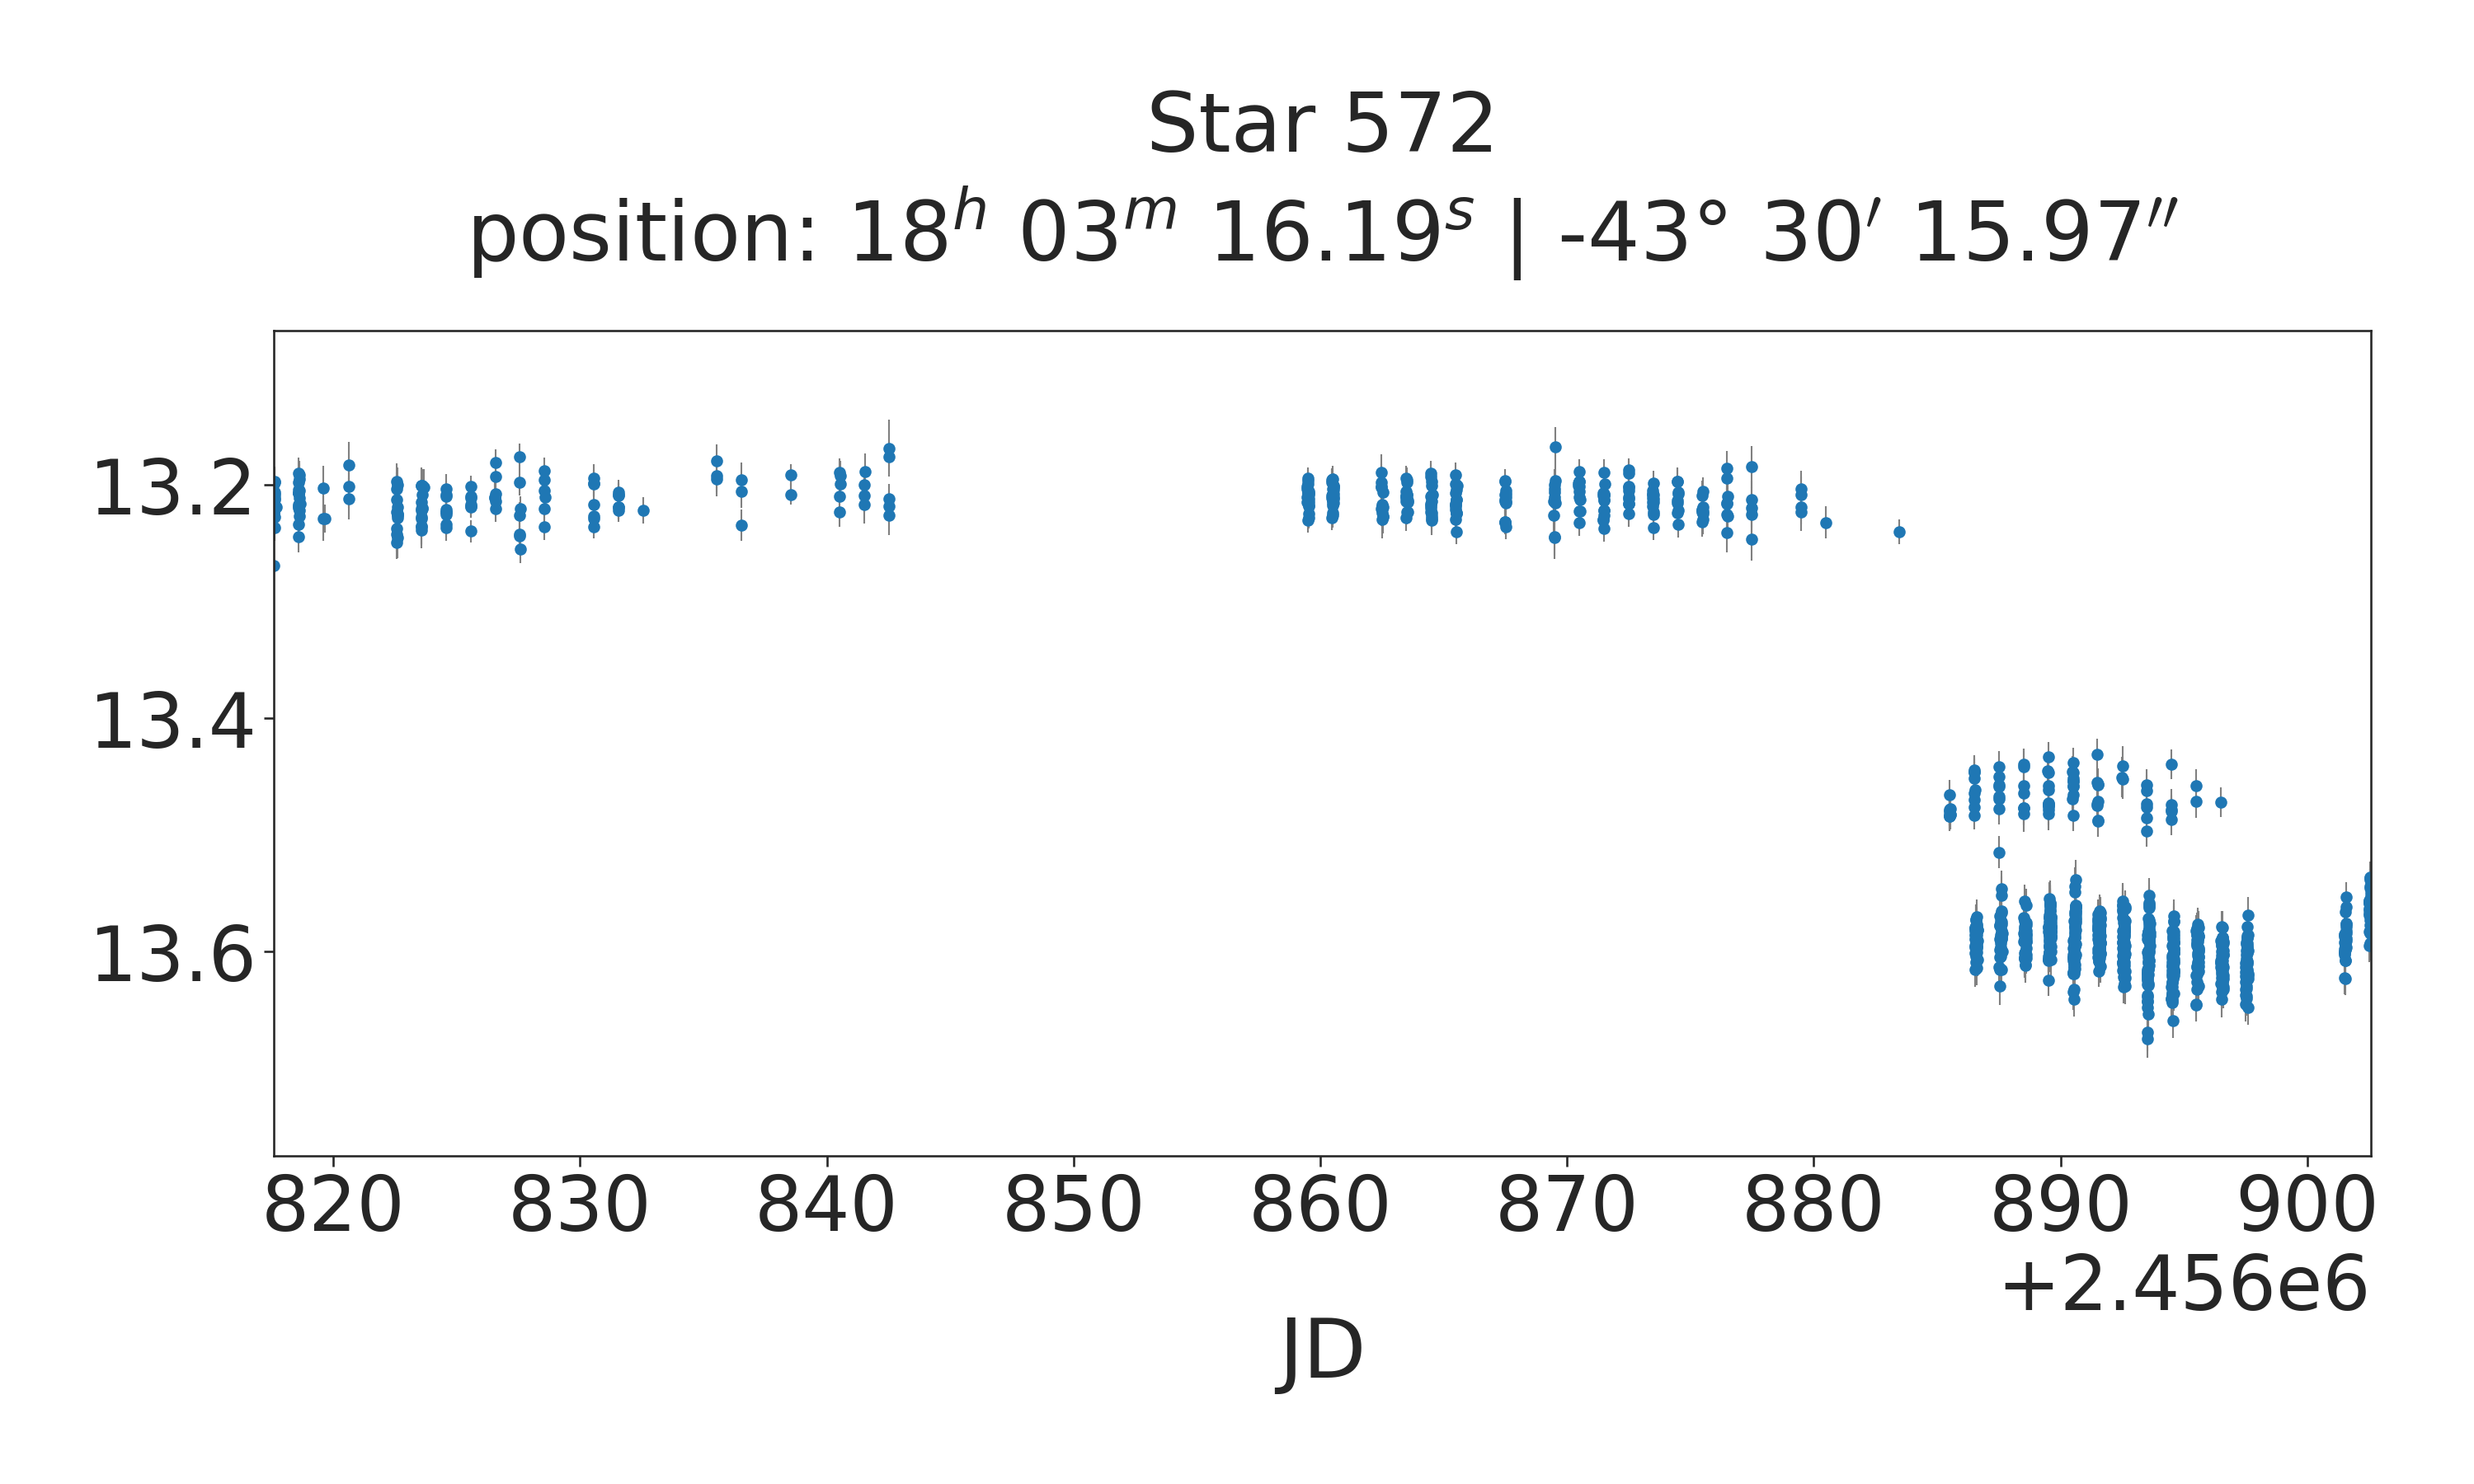 Star 572
position: 18ʰ 03ᵐ 16.19ˢ | -43° 30′ 15.97″
13.2
13.4
13.6
820 830 840 850 860 870 880 890 900
+2.456e6
JD